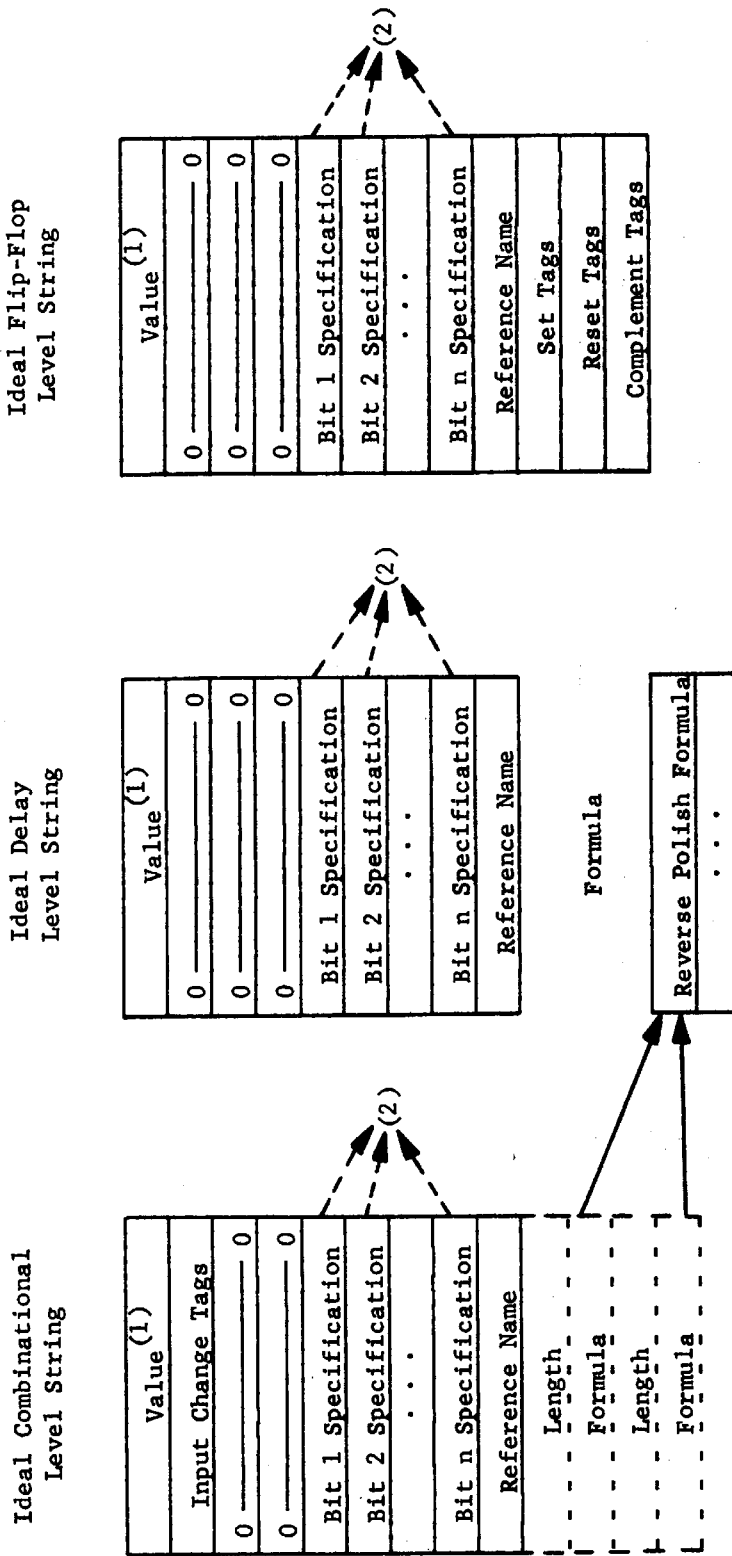 Ideal Combinational
Level String
Value(1)
Input Change Tags
0 ——— 0
0 ——— 0
Bit 1 Specification
Bit 2 Specification
. . .
Bit n Specification
Reference Name
Length
Formula
Length
Formula
(2)
Ideal Delay
Level String
Value(1)
0 ——— 0
0 ——— 0
0 ——— 0
Bit 1 Specification
Bit 2 Specification
. . .
Bit n Specification
Reference Name
(2)
Formula
Reverse Polish Formula
. . .
Ideal Flip-Flop
Level String
Value(1)
0 ——— 0
0 ——— 0
0 ——— 0
Bit 1 Specification
Bit 2 Specification
. . .
Bit n Specification
Reference Name
Set Tags
Reset Tags
Complement Tags
(2)